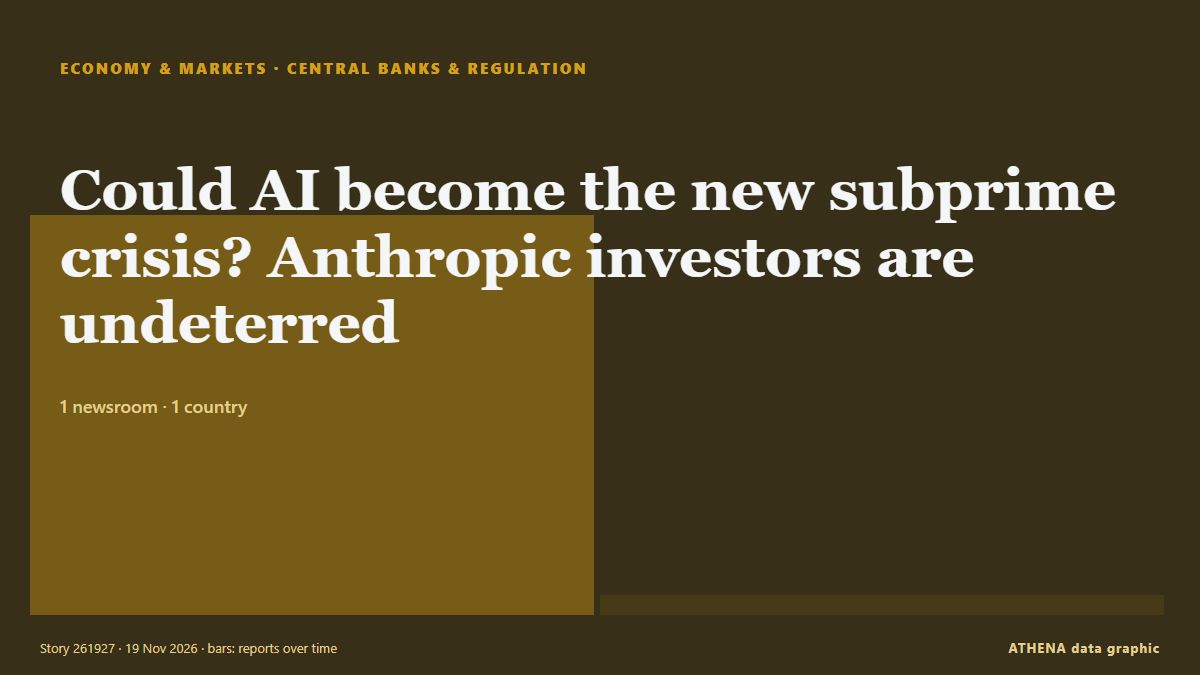 ECONOMY & MARKETS · CENTRAL BANKS & REGULATION
Could AI become the new subprime
crisis? Anthropic investors are
undeterred
1 newsroom · 1 country
Story 261927 · 19 Nov 2026 · bars: reports over time
ATHENA data graphic